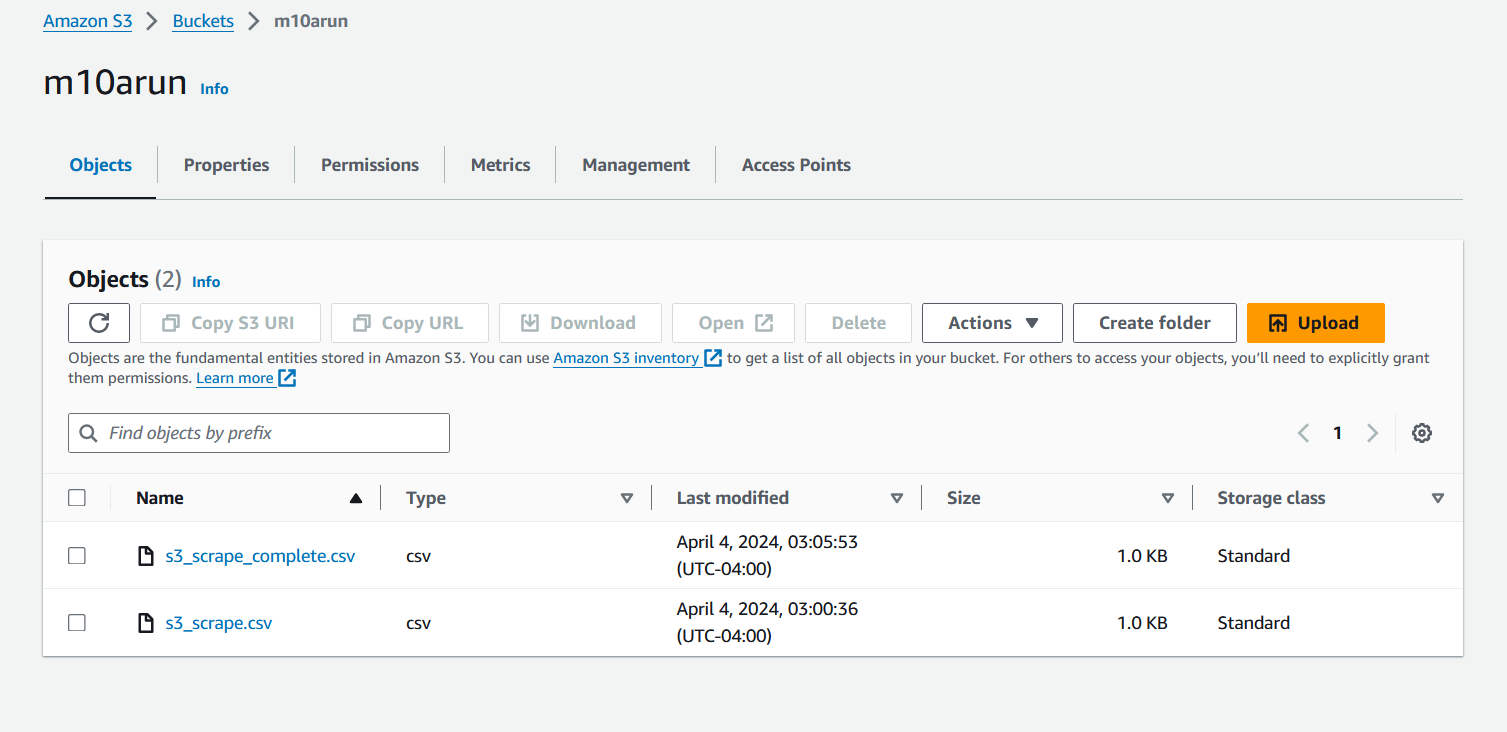 Amazon S3 > Buckets > m10arun
m10arun Info
Objects Properties Permissions Metrics Management Access Points
Objects (2) Info
Copy S3 URI Copy URL Download Open Delete Actions Create folder Upload
Objects are the fundamental entities stored in Amazon S3. You can use Amazon S3 inventory to get a list of all objects in your bucket. For others to access your objects, you’ll need to explicitly grant
them permissions. Learn more
Find objects by prefix 1
Name Type Last modified Size Storage class
s3_scrape_complete.csv csv April 4, 2024, 03:05:53 1.0 KB Standard
(UTC-04:00)
s3_scrape.csv csv April 4, 2024, 03:00:36 1.0 KB Standard
(UTC-04:00)